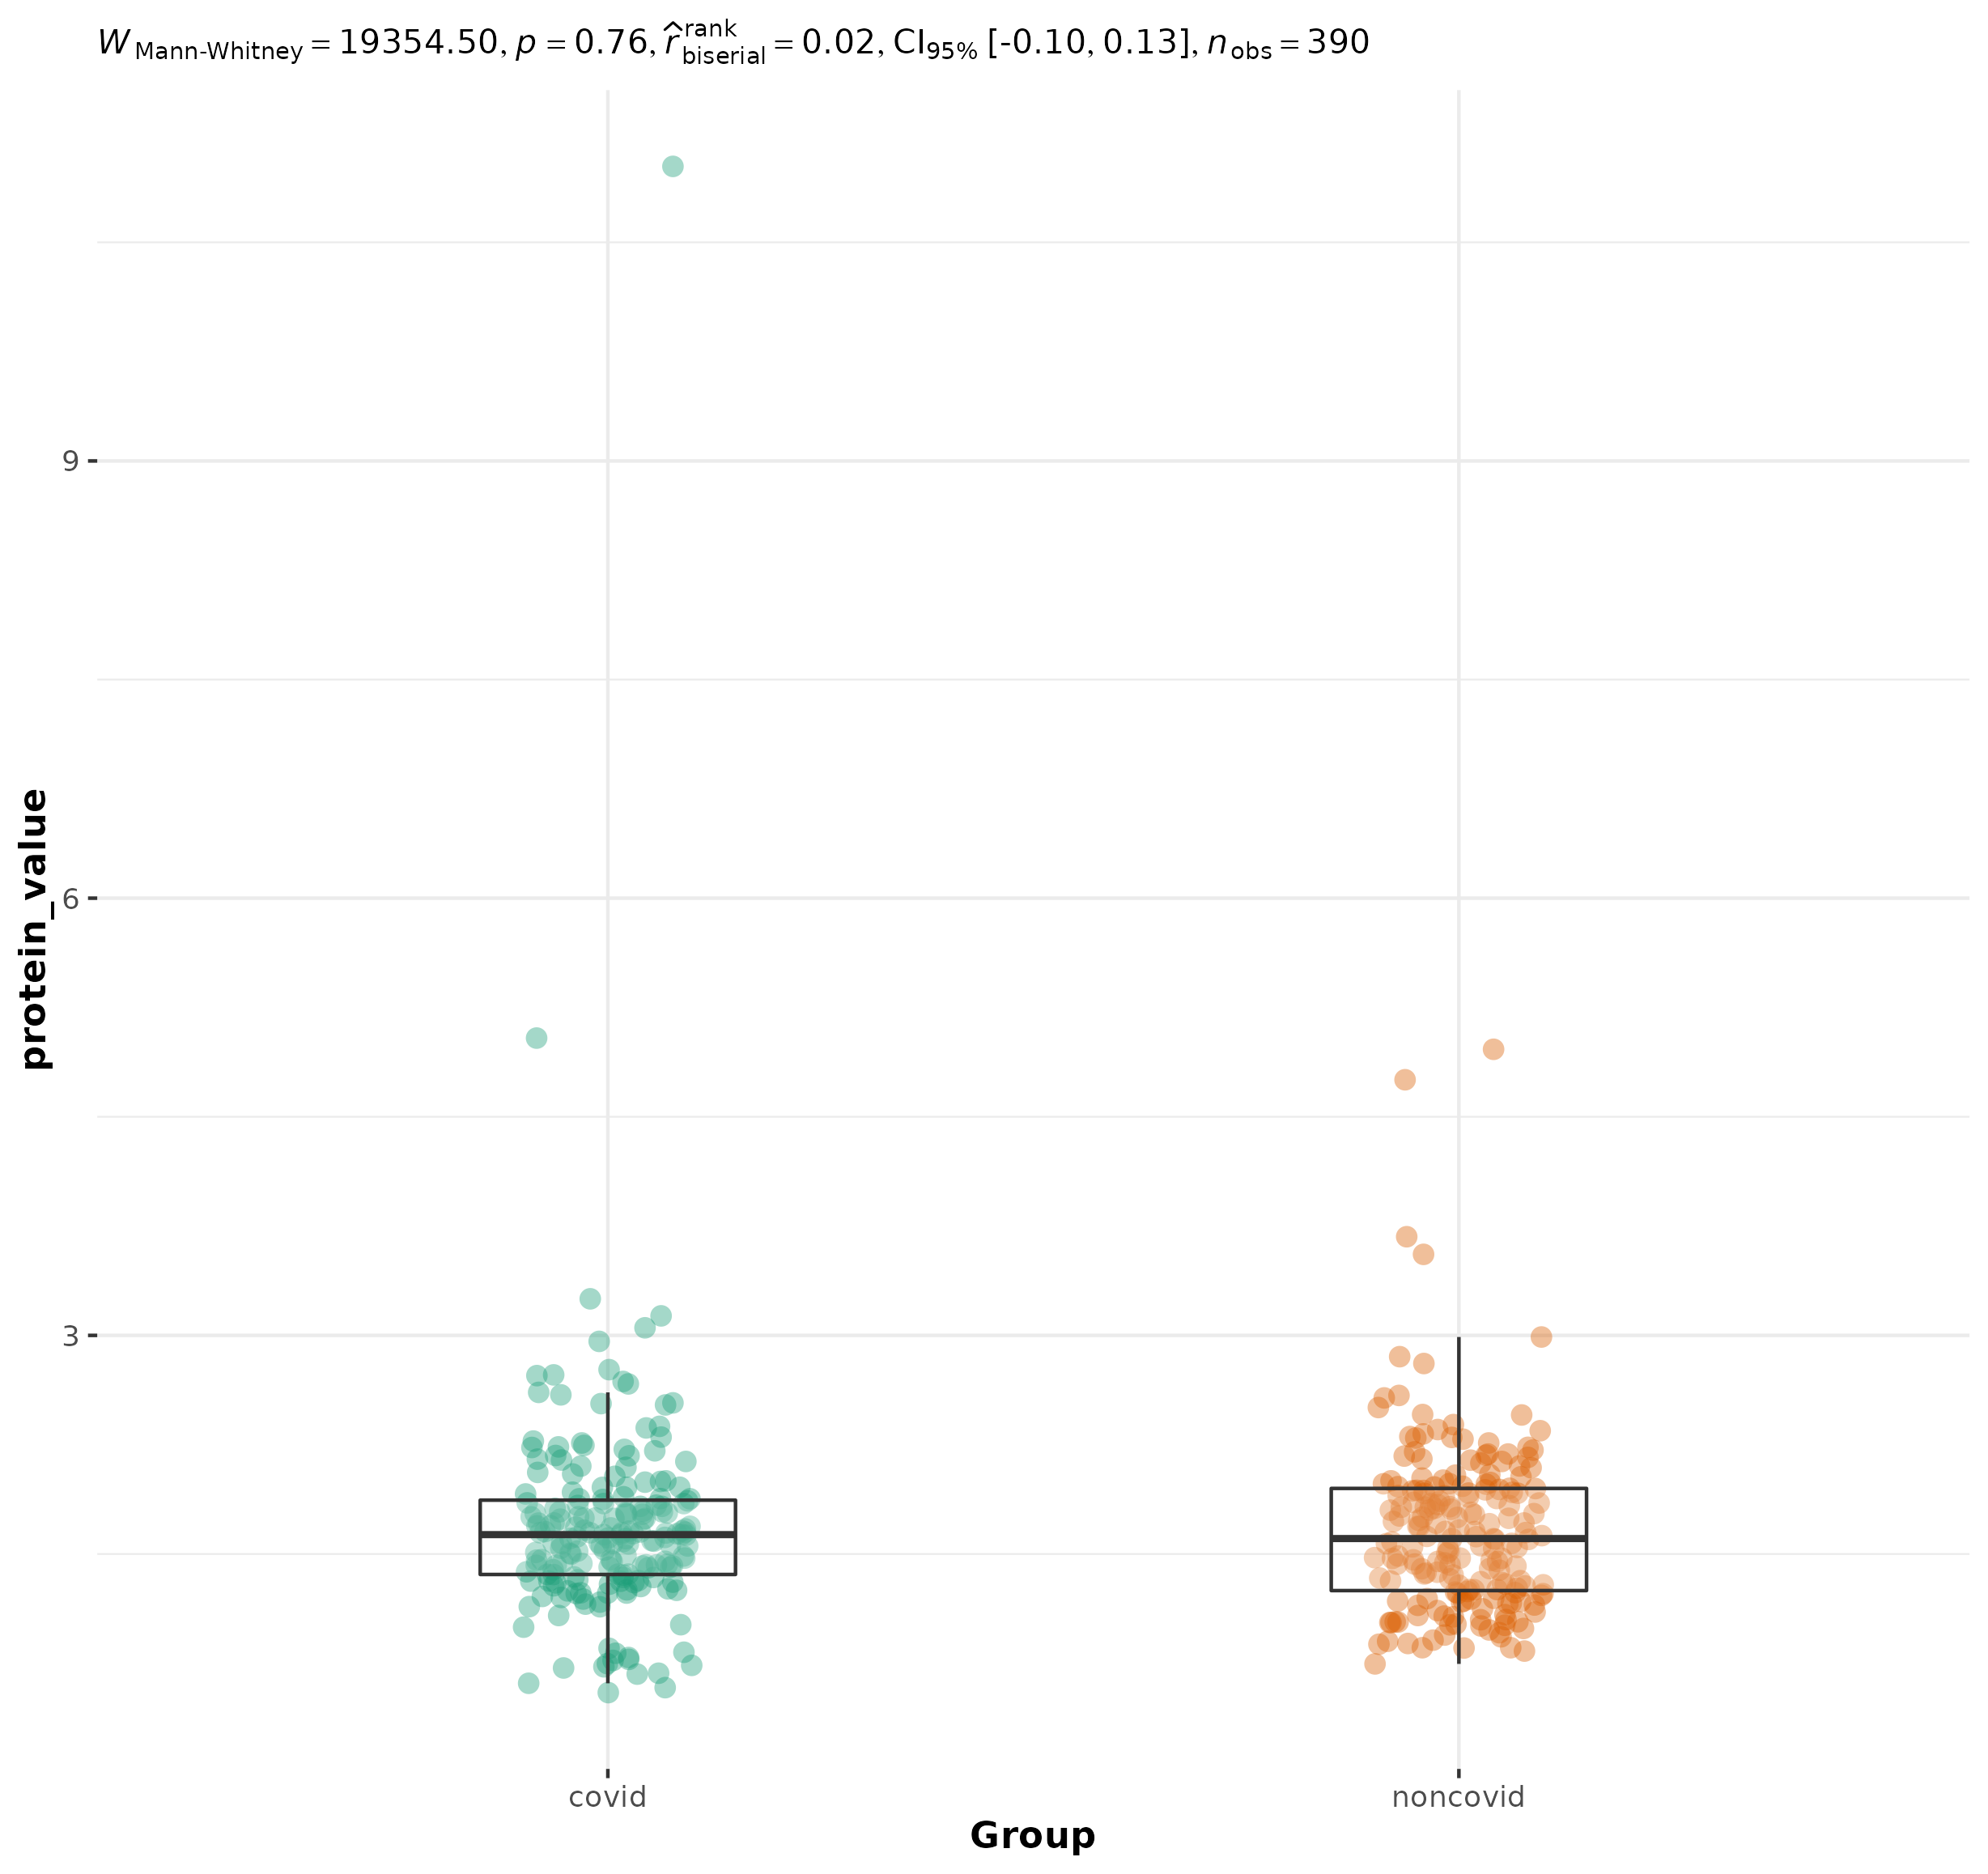 W Mann-Whitney = 19354.50, p = 0.76, r̂ rank biserial = 0.02, CI95% [-0.10, 0.13], n obs = 390
9
6
3
protein_value
covid noncovid
Group